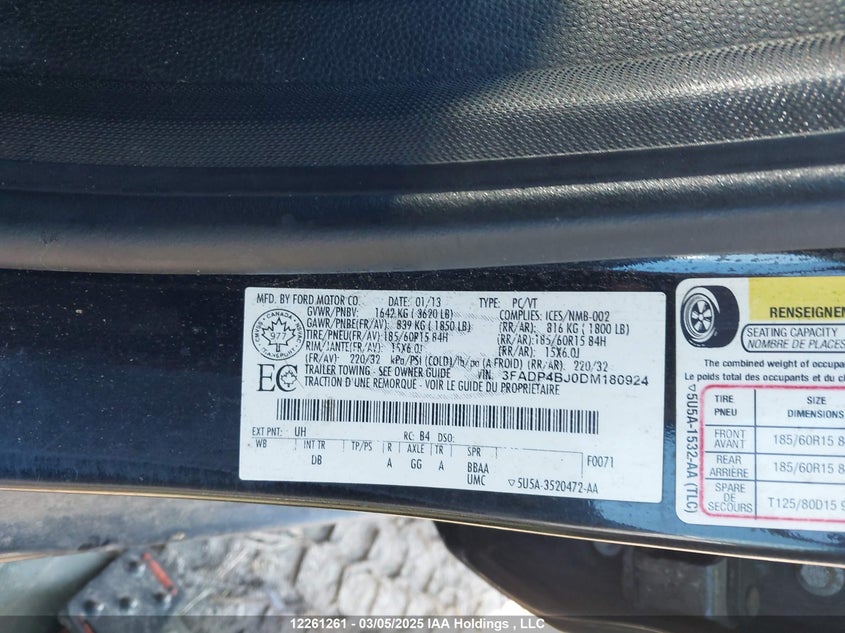 MFD. BY FORD MOTOR CO. DATE: 01/13 TYPE: PC/VT
GVWR/PNBV: 1642 KG ( 3620 LB) COMPLIES: ICES/NMB-002
GAWR/PNBE(FR/AV): 839 KG ( 1850 LB) (RR/AR): 816 KG ( 1800 LB)
TIRE/PNEU(FR/AV):185/60R15 84H (RR/AR):185/60R15 84H
RIM/JANTE(FR/AV): 15X6.0J (RR/AR): 15X6.0J
(FR/AV): 220/32 kPa/PSI (COLD)/lb/po (A FROID) (RR/AR): 220/32
TRAILER TOWING - SEE OWNER GUIDE VIN: 3FADP4BJ0DM180924
TRACTION D'UNE REMORQUE - VOIR LE GUIDE DU PROPRIETAIRE
CANADA
977
TRANSPORT
EC
EXT PNT: UH RC: B4 DSO:
WB INT TR TP/PS R AXLE TR SPR F0071
DB A GG A BBAA
UMC ▽5U5A-3520472-AA
RENSEIGNEM
SEATING CAPACITY
NOMBRE DE PLACES
The combined weight of occupa
Le poids total des occupants et du c
▽5U5A-1532-AA (TLC)
TIRE PNEU SIZE DIMENSIONS
FRONT AVANT 185/60R15 8
REAR ARRIÈRE 185/60R15 8
SPARE DE SECOURS T125/80D15 9
12261261 - 03/05/2025 IAA Holdings , LLC